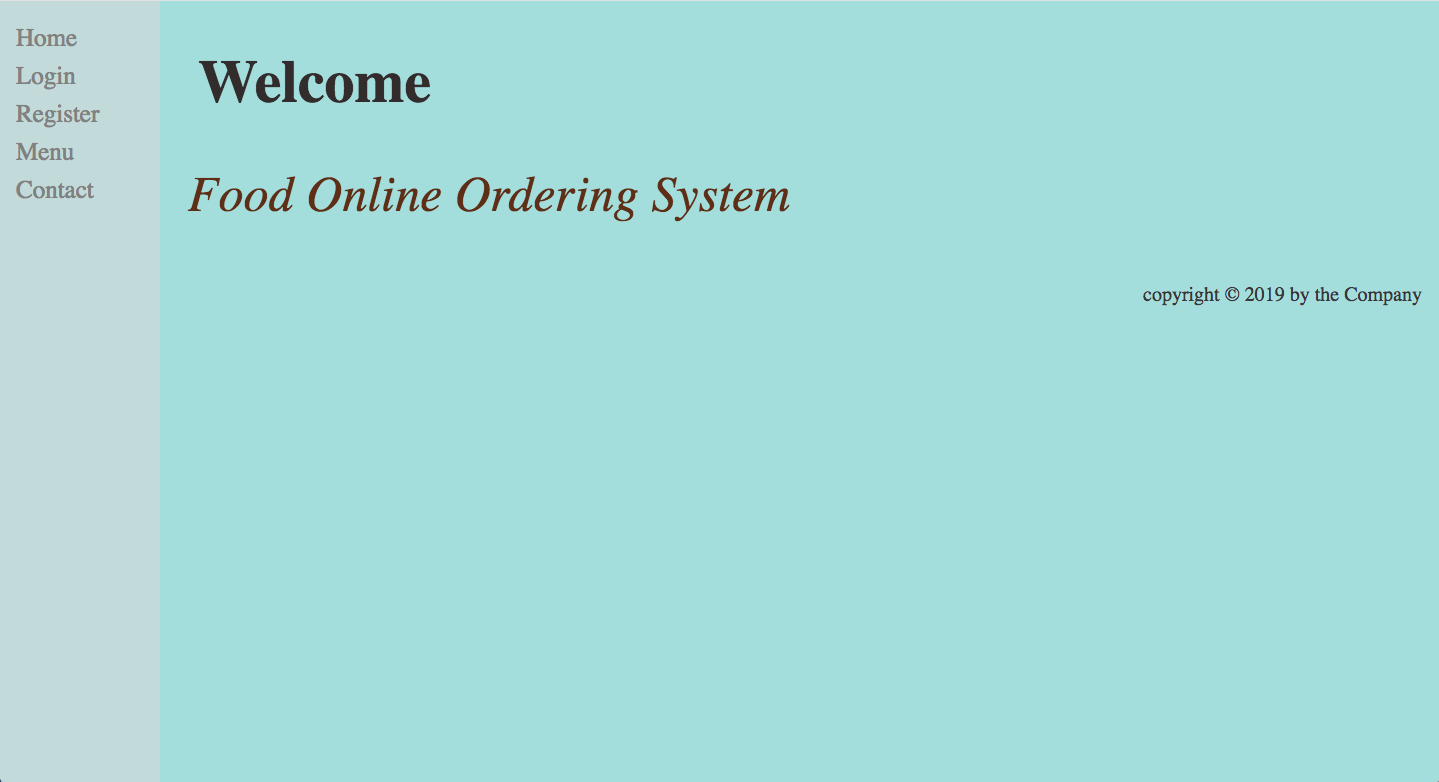 Home
Login
Register
Menu
Contact
Welcome
Food Online Ordering System
copyright © 2019 by the Company